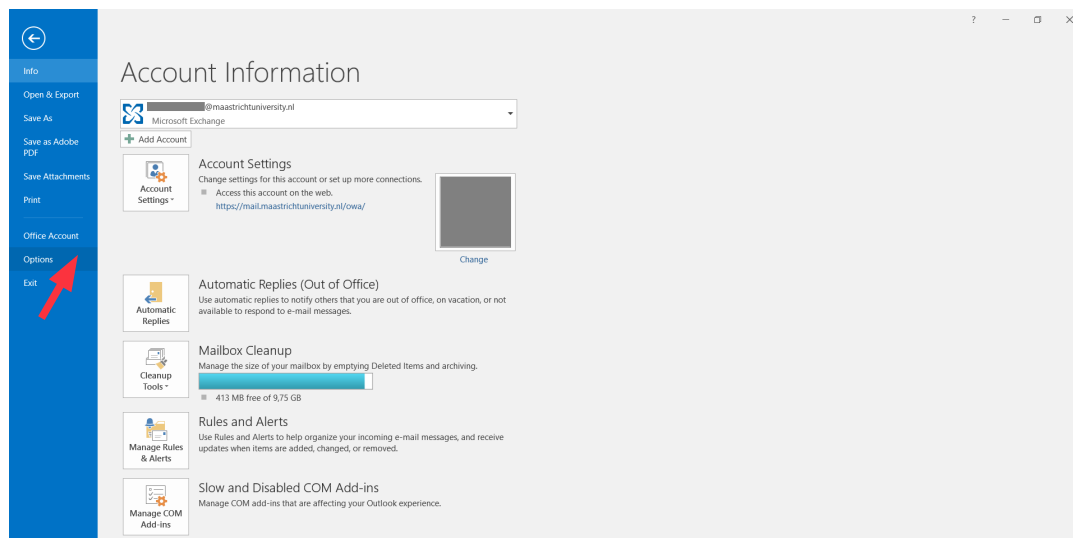 ?
Info
Open & Export
Save As
Save as Adobe
PDF
Save Attachments
Print
Office Account
Options
Exit
Account Information
@maastrichtuniversity.nl
Microsoft Exchange
Add Account
Account
Settings
Account Settings
Change settings for this account or set up more connections.
Access this account on the web.
https://mail.maastrichtuniversity.nl/owa/
Change
Automatic
Replies
Automatic Replies (Out of Office)
Use automatic replies to notify others that you are out of office, on vacation, or not
available to respond to e-mail messages.
Cleanup
Tools
Mailbox Cleanup
Manage the size of your mailbox by emptying Deleted Items and archiving.
413 MB free of 9,75 GB
Manage Rules
& Alerts
Rules and Alerts
Use Rules and Alerts to help organize your incoming e-mail messages, and receive
updates when items are added, changed, or removed.
Manage COM
Add-ins
Slow and Disabled COM Add-ins
Manage COM add-ins that are affecting your Outlook experience.